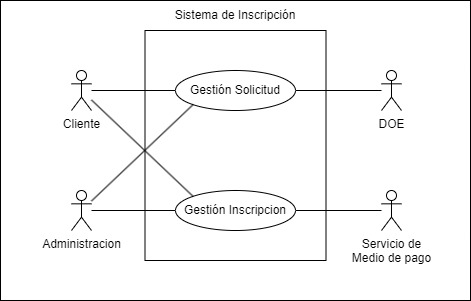 Sistema de Inscripción
Gestión Solicitud
Cliente
DOE
Gestión Inscripcion
Administracion
Servicio de
Medio de pago